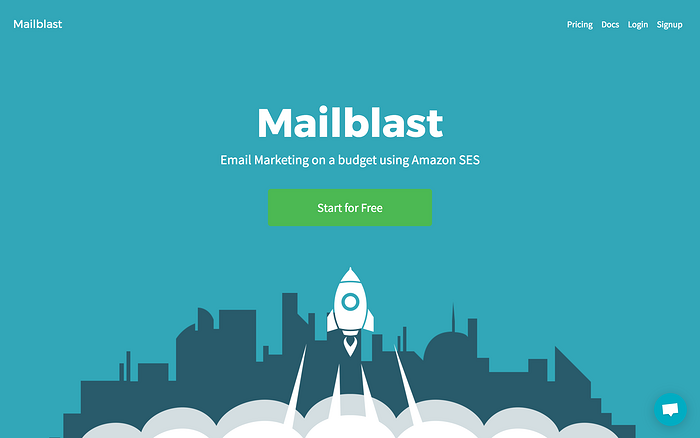 Mailblast
Pricing Docs Login Signup
Mailblast
Email Marketing on a budget using Amazon SES
Start for Free